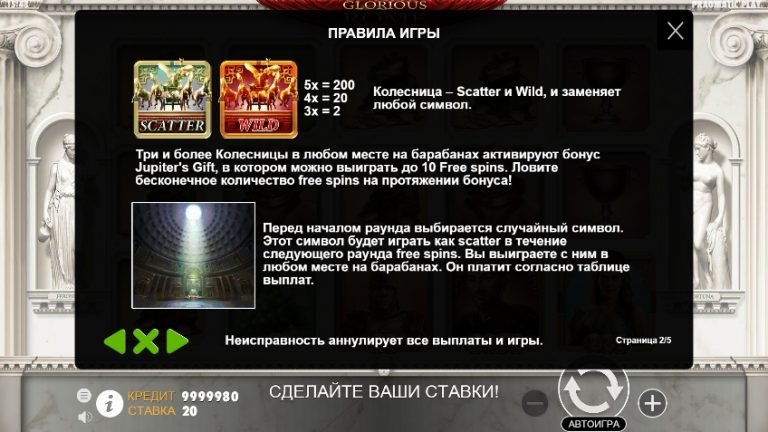 GLORIOUS
PRAGMATIC PLAY
ПРАВИЛА ИГРЫ
SCATTER
WILD
5x = 200
4x = 20
3x = 2
Колесница – Scatter и Wild, и заменяет
любой символ.
Три и более Колесницы в любом месте на барабанах активируют бонус
Jupiter's Gift, в котором можно выиграть до 10 Free spins. Ловите
бесконечное количество free spins на протяжении бонуса!
Перед началом раунда выбирается случайный символ.
Этот символ будет играть как scatter в течение
следующего раунда free spins. Вы выиграете с ним в
любом месте на барабанах. Он платит согласно таблице
выплат.
Неисправность аннулирует все выплаты и игры.
Страница 2/5
КРЕДИТ 9999980
СТАВКА 20
СДЕЛАЙТЕ ВАШИ СТАВКИ!
АВТОИГРА